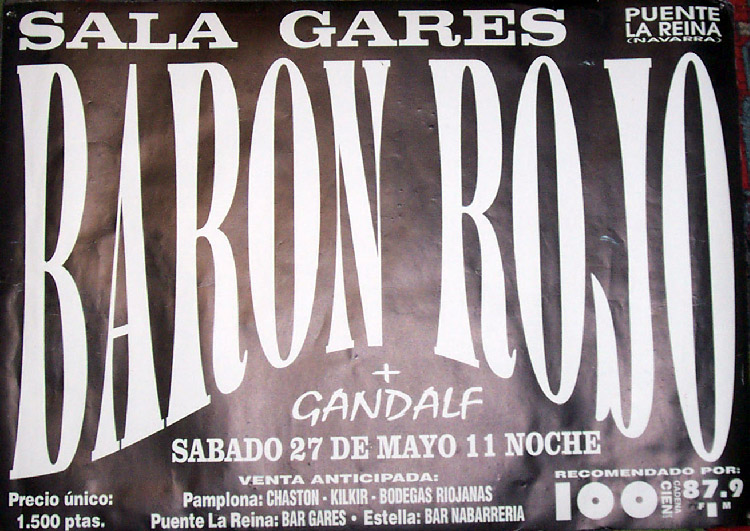 SALA GARES
PUENTE
LA REINA
(NAVARRA)
BARON ROJO
+
GANDALF
SABADO 27 DE MAYO 11 NOCHE
VENTA ANTICIPADA:
Precio único:
1.500 ptas.
Pamplona: CHASTON - KILKIR - BODEGAS RIOJANAS
Puente La Reina: BAR GARES • Estella: BAR NABARRERIA
RECOMENDADO POR:
100 CADENA CIEN 87.9
FM